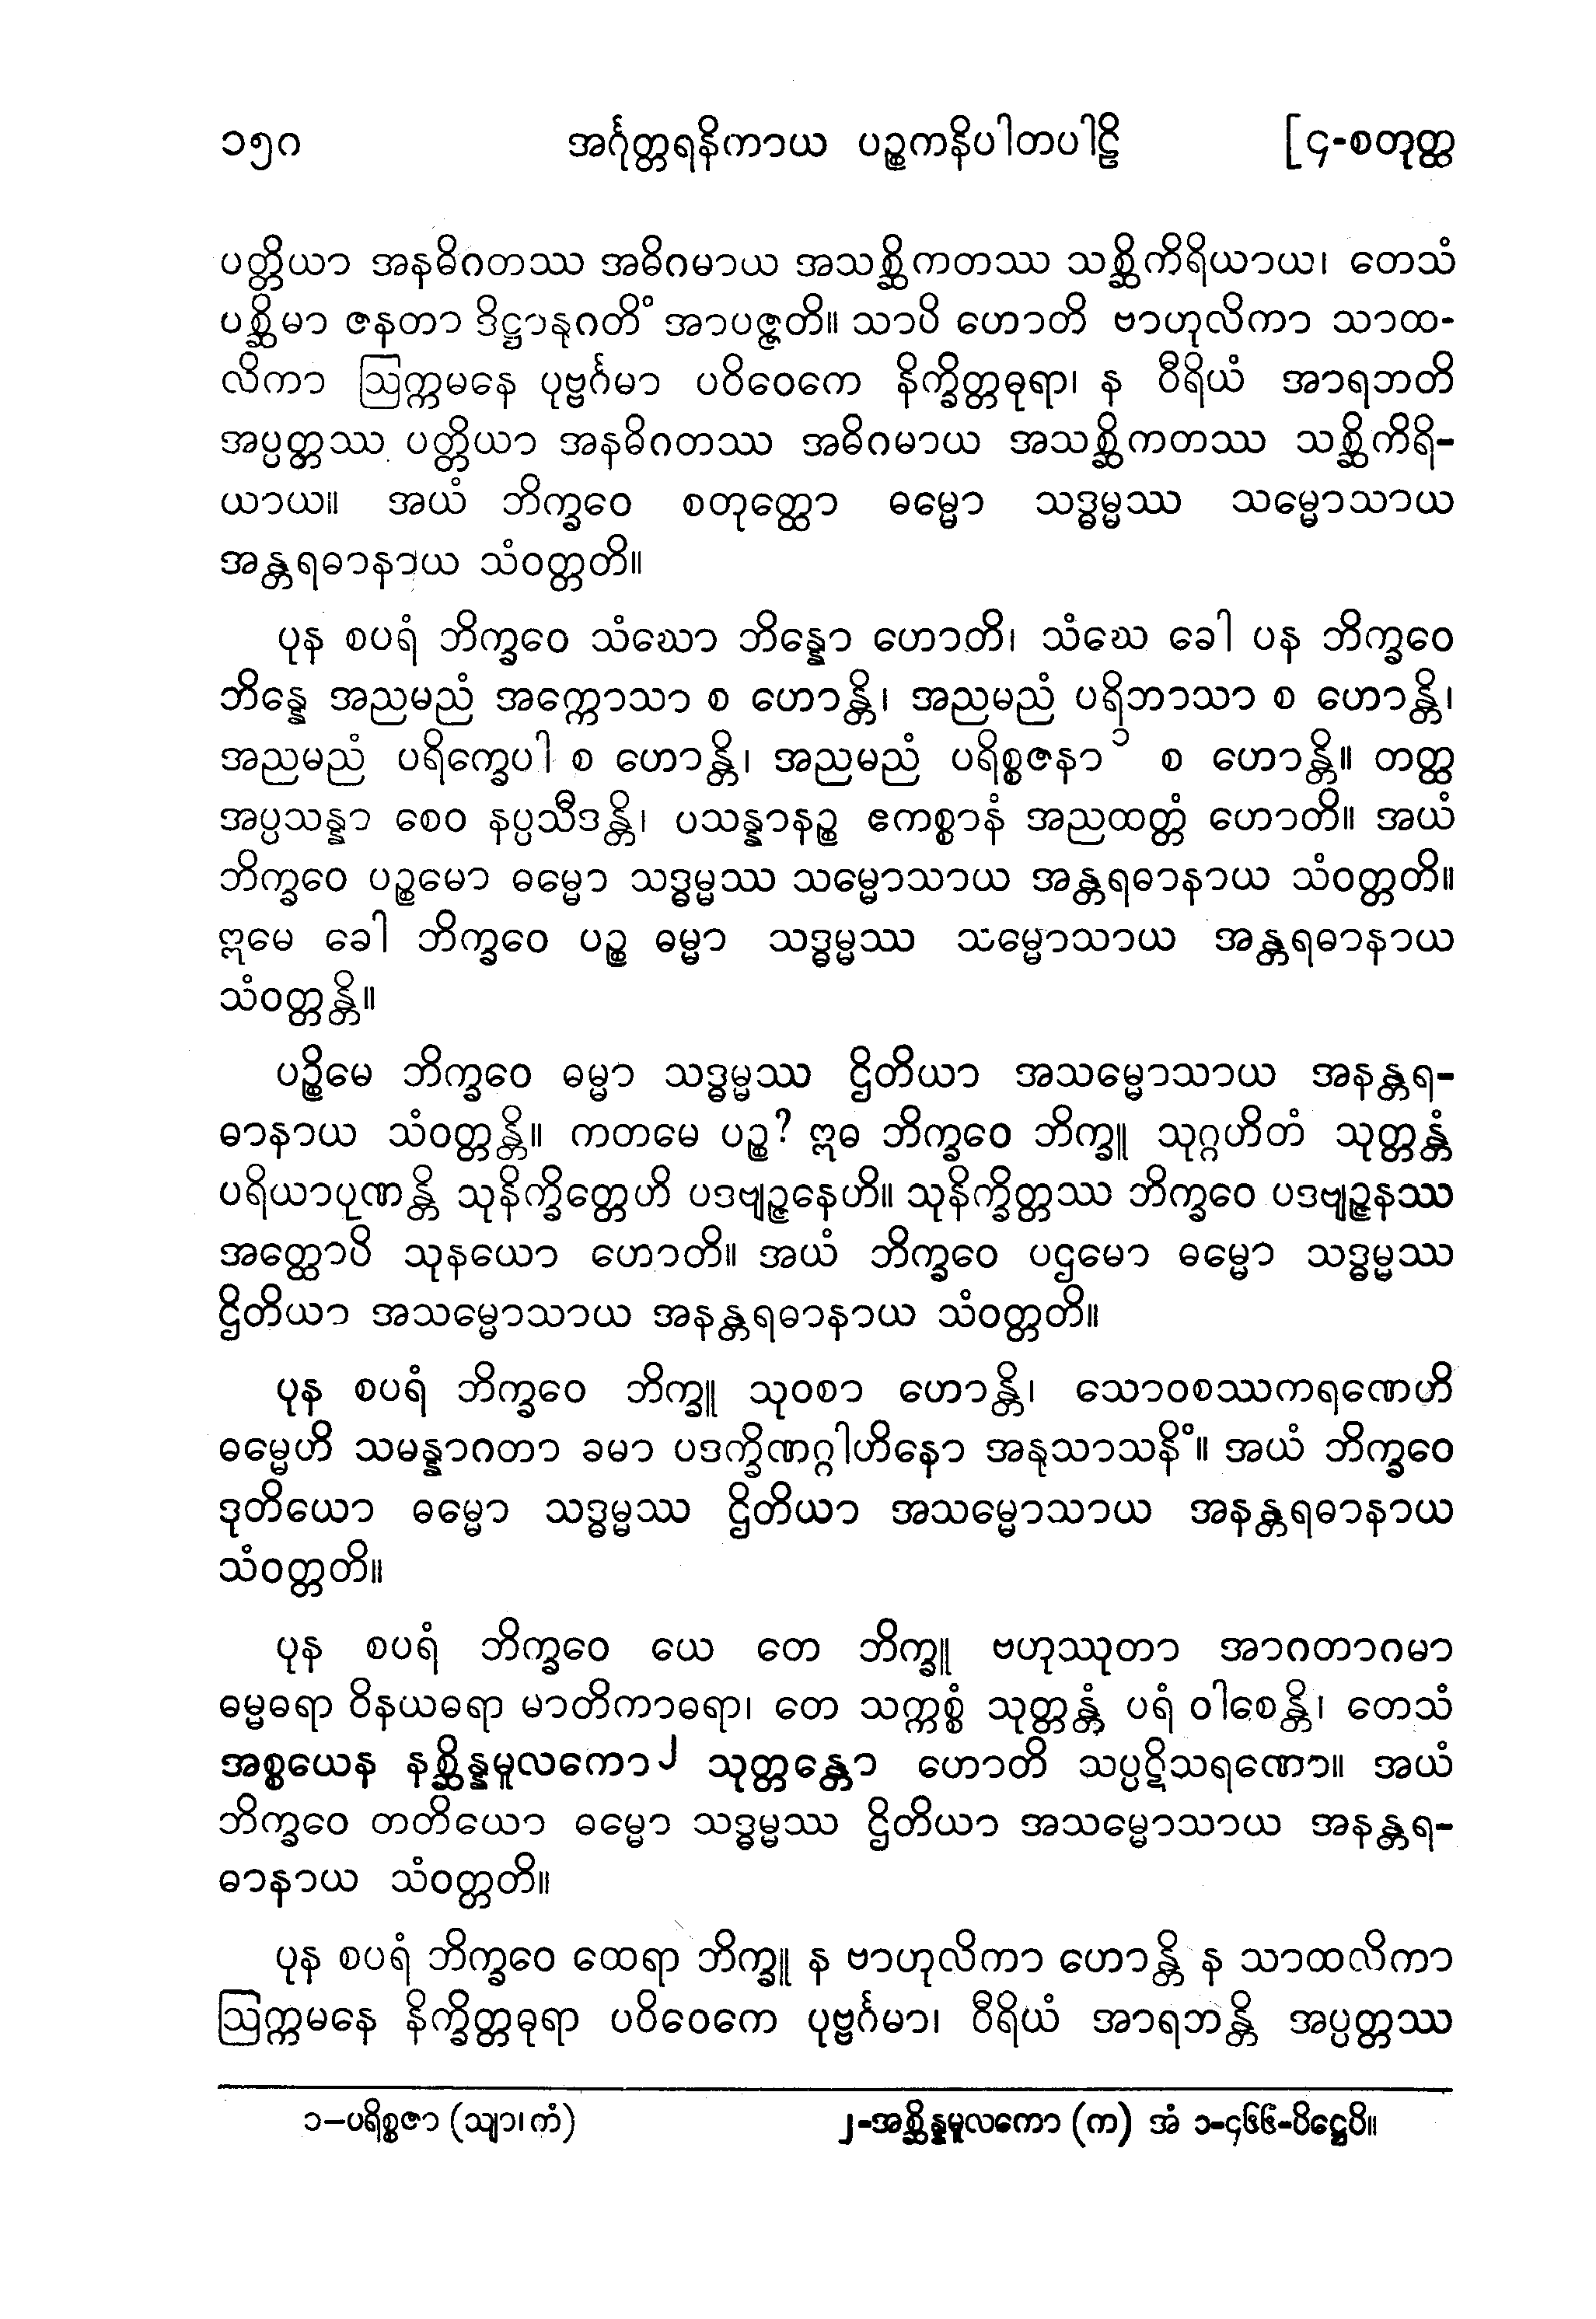 ၁၅၀ အင်္ဂုတ္တရနိကာယ ပဉ္စကနိပါတပါဠိ [၄-စတုတ္ထ
ပတ္တိယာ အနဓိဂတဿ အဓိဂမာယ အသစ္ဆိကတဿ သစ္ဆိကိရိယာယ၊ တေသံ
ပစ္ဆိမာ ဇနတာ ဒိဋ္ဌာနုဂတိံ အာပဇ္ဇတိ။ သာပိ ဟောတိ ဗာဟုလိကာ သာထ-
လိကာ ဩက္ကမနေ ပုဗ္ဗင်္ဂမာ ပဝိဝေကေ နိက္ခိတ္တဓုရာ၊ န ဝီရိယံ အာရဘတိ
အပ္ပတ္တဿ ပတ္တိယာ အနဓိဂတဿ အဓိဂမာယ အသစ္ဆိကတဿ သစ္ဆိကိရိ-
ယာယ။ အယံ ဘိက္ခဝေ စတုတ္ထော ဓမ္မော သဒ္ဓမ္မဿ သမ္မောသာယ
အန္တရဓာနာယ သံဝတ္တတိ။
ပုန စပရံ ဘိက္ခဝေ သံဃော ဘိန္နော ဟောတိ၊ သံဃေ ခေါ ပန ဘိက္ခဝေ
ဘိန္နေ အညမညံ အက္ကောသာ စ ဟောန္တိ၊ အညမညံ ပရိဘာသာ စ ဟောန္တိ၊
အညမညံ ပရိက္ခေပါ စ ဟောန္တိ၊ အညမညံ ပရိစ္စဇနာ ၁ စ ဟောန္တိ။ တတ္ထ
အပ္ပသန္နာ စေဝ နပ္ပသီဒန္တိ၊ ပသန္နာနဉ္စ ဧကစ္စာနံ အညထတ္တံ ဟောတိ။ အယံ
ဘိက္ခဝေ ပဉ္စမော ဓမ္မော သဒ္ဓမ္မဿ သမ္မောသာယ အန္တရဓာနာယ သံဝတ္တတိ။
ဣမေ ခေါ ဘိက္ခဝေ ပဉ္စ ဓမ္မာ သဒ္ဓမ္မဿ သမ္မောသာယ အန္တရဓာနာယ
သံဝတ္တန္တိ။
ပဉ္စိမေ ဘိက္ခဝေ ဓမ္မာ သဒ္ဓမ္မဿ ဌိတိယာ အသမ္မောသာယ အနန္တရ-
ဓာနာယ သံဝတ္တန္တိ။ ကတမေ ပဉ္စ? ဣဓ ဘိက္ခဝေ ဘိက္ခူ သုဂ္ဂဟိတံ သုတ္တန္တံ
ပရိယာပုဏန္တိ သုနိက္ခိတ္တေဟိ ပဒဗျဉ္ဇနေဟိ။ သုနိက္ခိတ္တဿ ဘိက္ခဝေ ပဒဗျဉ္ဇနဿ
အတ္ထောပိ သုနယော ဟောတိ။ အယံ ဘိက္ခဝေ ပဌမော ဓမ္မော သဒ္ဓမ္မဿ
ဌိတိယာ အသမ္မောသာယ အနန္တရဓာနာယ သံဝတ္တတိ။
ပုန စပရံ ဘိက္ခဝေ ဘိက္ခူ သုဝစာ ဟောန္တိ၊ သောဝစဿကရဏေဟိ
ဓမ္မေဟိ သမန္နာဂတာ ခမာ ပဒက္ခိဏဂ္ဂါဟိနော အနုသာသနိံ။ အယံ ဘိက္ခဝေ
ဒုတိယော ဓမ္မော သဒ္ဓမ္မဿ ဌိတိယာ အသမ္မောသာယ အနန္တရဓာနာယ
သံဝတ္တတိ။
ပုန စပရံ ဘိက္ခဝေ ယေ တေ ဘိက္ခူ ဗဟုဿုတာ အာဂတာဂမာ
ဓမ္မဓရာ ဝိနယဓရာ မာတိကာဓရာ၊ တေ သက္ကစ္စံ သုတ္တန္တံ ပရံ ဝါစေန္တိ၊ တေသံ
အစ္စယေန နစ္ဆိန္နမူလကော ၂ သုတ္တန္တော ဟောတိ သပ္ပဋိသရဏော။ အယံ
ဘိက္ခဝေ တတိယော ဓမ္မော သဒ္ဓမ္မဿ ဌိတိယာ အသမ္မောသာယ အနန္တရ-
ဓာနာယ သံဝတ္တတိ။
ပုန စပရံ ဘိက္ခဝေ ထေရာ ဘိက္ခူ န ဗာဟုလိကာ ဟောန္တိ န သာထလိကာ
ဩက္ကမနေ နိက္ခိတ္တဓုရာ ပဝိဝေကေ ပုဗ္ဗင်္ဂမာ၊ ဝီရိယံ အာရဘန္တိ အပ္ပတ္တဿ
၁-ပရိစ္စဇာ (သျာ၊ ကံ) ၂-အစ္ဆိန္နမူလကော (က) အံ ၁-၄၆၆-ပိဋ္ဌေပိ။